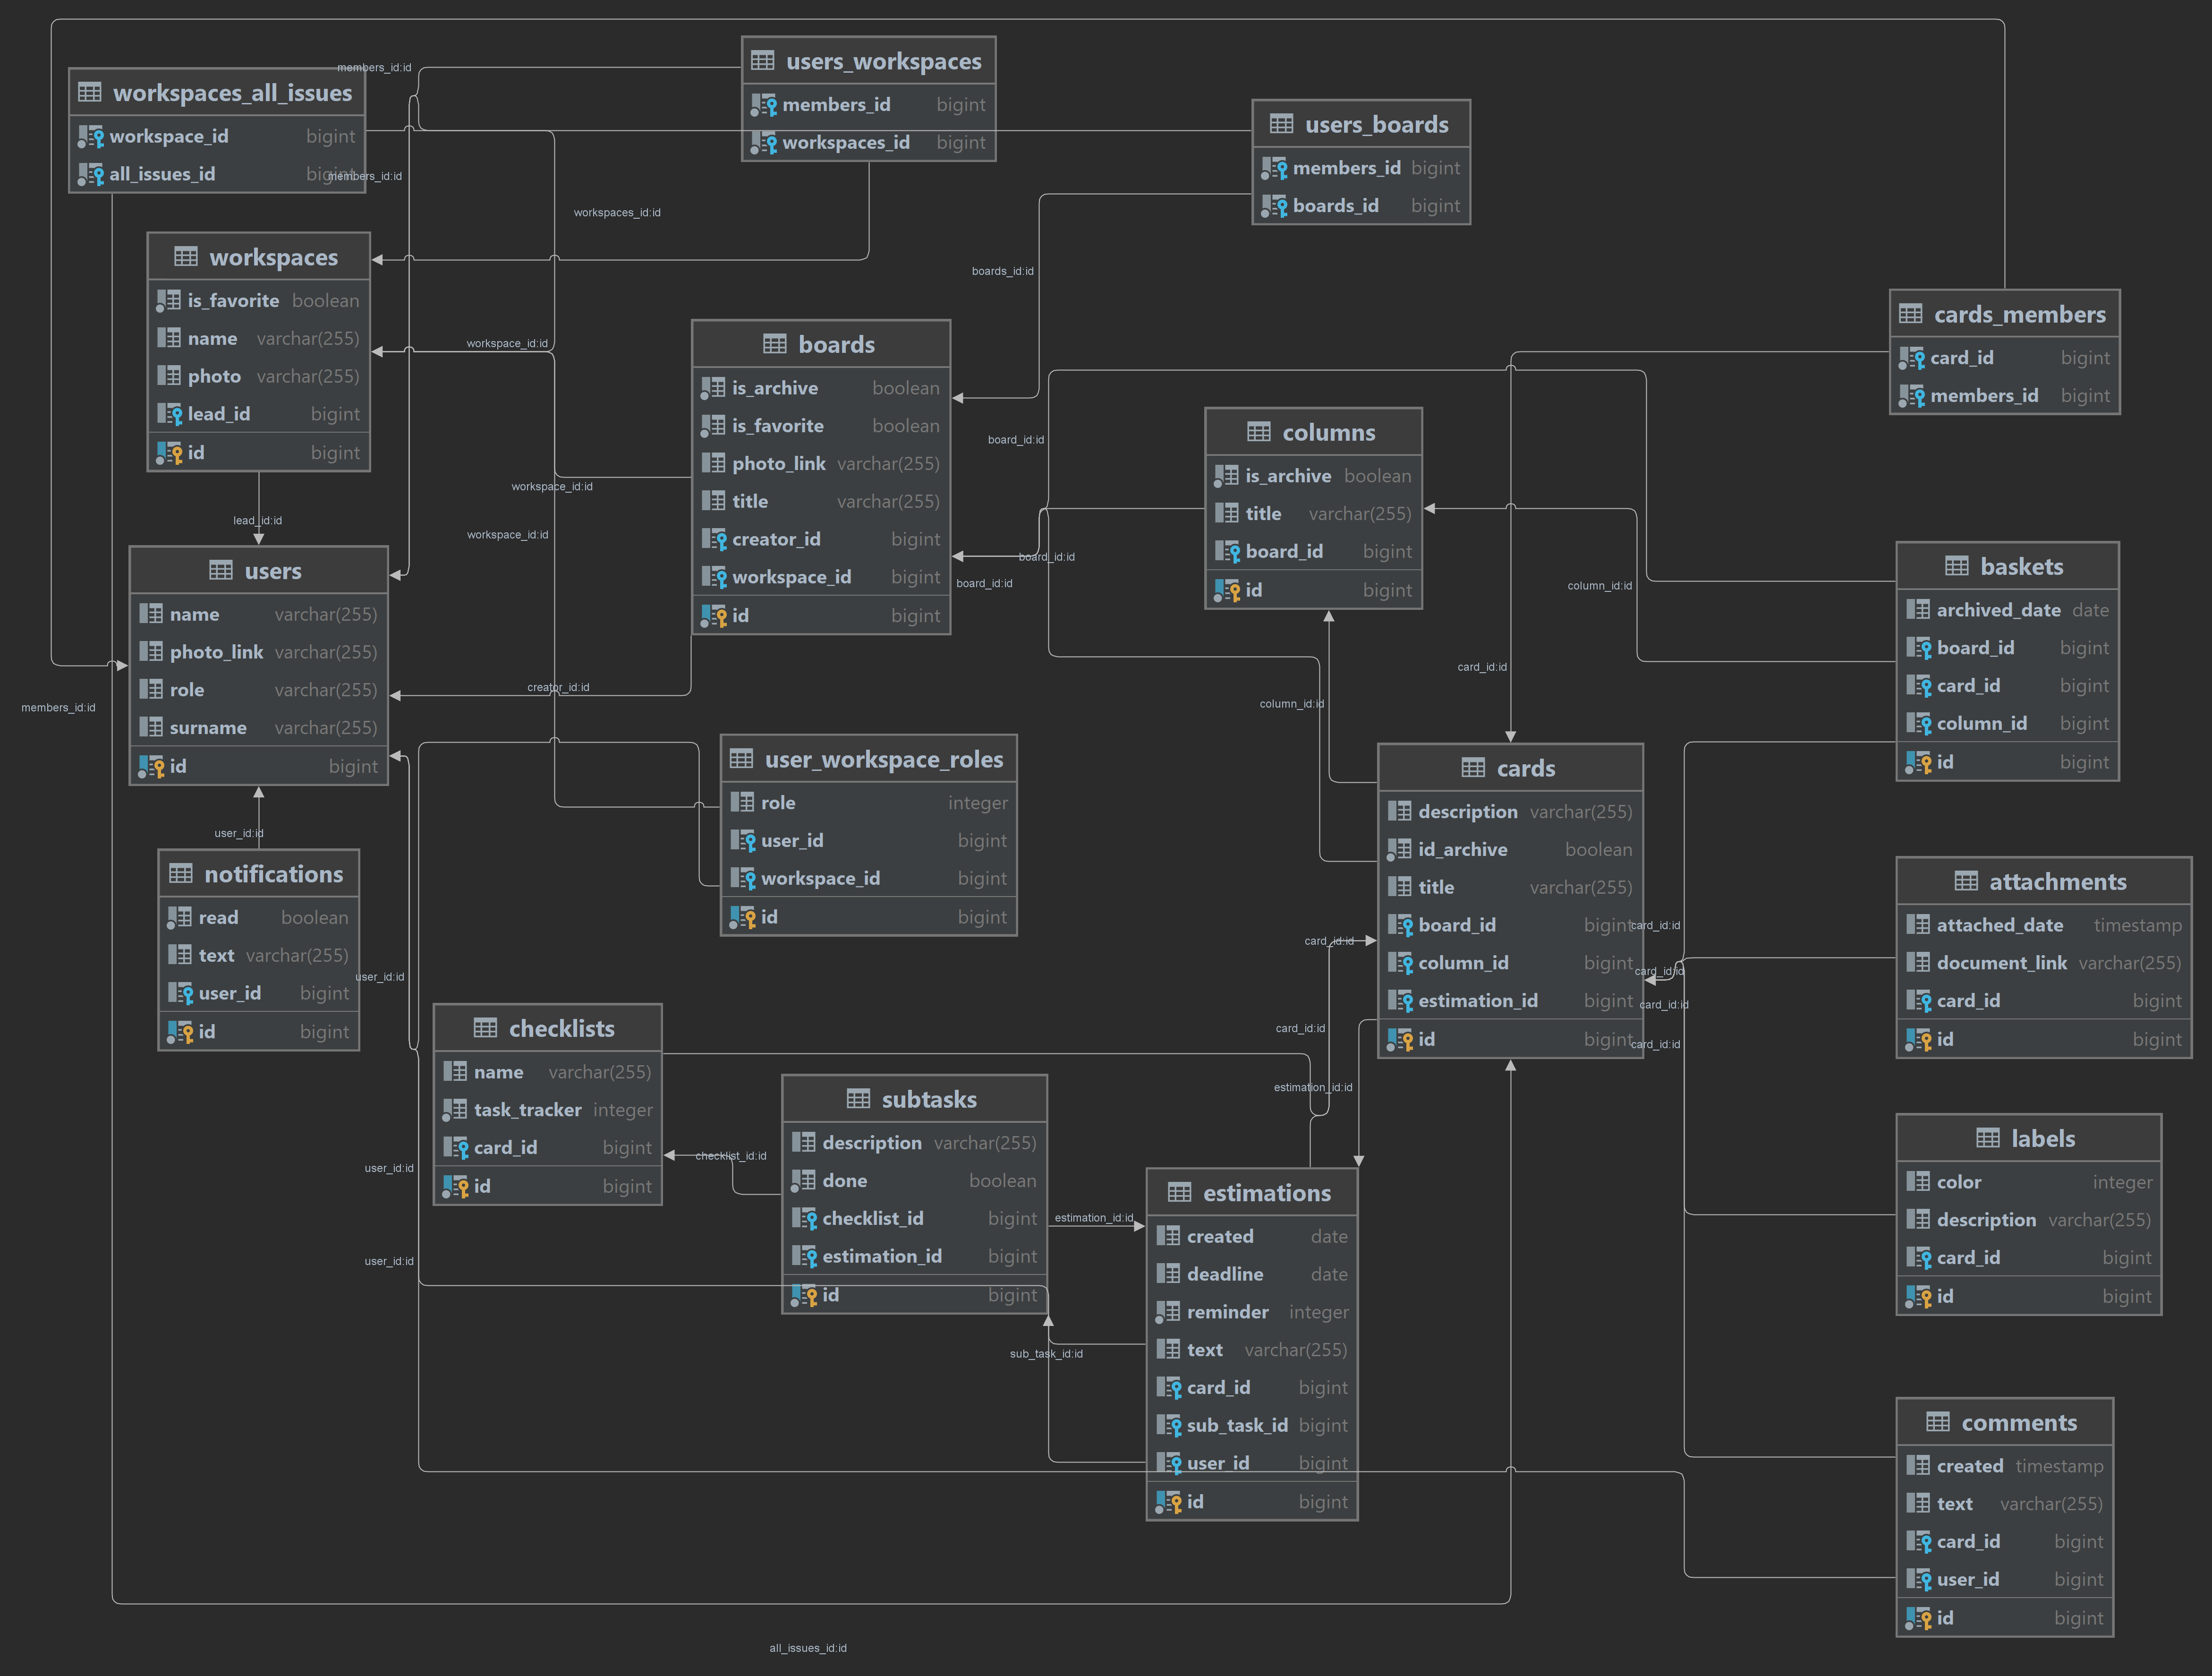 workspaces_all_issues
workspace_id bigint
all_issues_id bigint
users_workspaces
members_id bigint
workspaces_id bigint
users_boards
members_id bigint
boards_id bigint
workspaces
is_favorite boolean
name varchar(255)
photo varchar(255)
lead_id bigint
id bigint
boards
is_archive boolean
is_favorite boolean
photo_link varchar(255)
title varchar(255)
creator_id bigint
workspace_id bigint
id bigint
columns
is_archive boolean
title varchar(255)
board_id bigint
id bigint
cards_members
card_id bigint
members_id bigint
users
name varchar(255)
photo_link varchar(255)
role varchar(255)
surname varchar(255)
id bigint
baskets
archived_date date
board_id bigint
card_id bigint
column_id bigint
id bigint
user_workspace_roles
role integer
user_id bigint
workspace_id bigint
id bigint
cards
description varchar(255)
id_archive boolean
title varchar(255)
board_id bigint
column_id bigint
estimation_id bigint
id bigint
notifications
read boolean
text varchar(255)
user_id bigint
id bigint
attachments
attached_date timestamp
document_link varchar(255)
card_id bigint
id bigint
checklists
name varchar(255)
task_tracker integer
card_id bigint
id bigint
subtasks
description varchar(255)
done boolean
checklist_id bigint
estimation_id bigint
id bigint
estimations
created date
deadline date
reminder integer
text varchar(255)
card_id bigint
sub_task_id bigint
user_id bigint
id bigint
labels
color integer
description varchar(255)
card_id bigint
id bigint
comments
created timestamp
text varchar(255)
card_id bigint
user_id bigint
id bigint
members_id:id
members_id:id
workspaces_id:id
boards_id:id
workspace_id:id
board_id:id
workspace_id:id
lead_id:id
workspace_id:id
board_id:id
board_id:id
column_id:id
card_id:id
creator_id:id
column_id:id
members_id:id
user_id:id
card_id:id
card_id:id
card_id:id
user_id:id
card_id:id
card_id:id
card_id:id
estimation_id:id
checklist_id:id
user_id:id
estimation_id:id
user_id:id
sub_task_id:id
all_issues_id:id